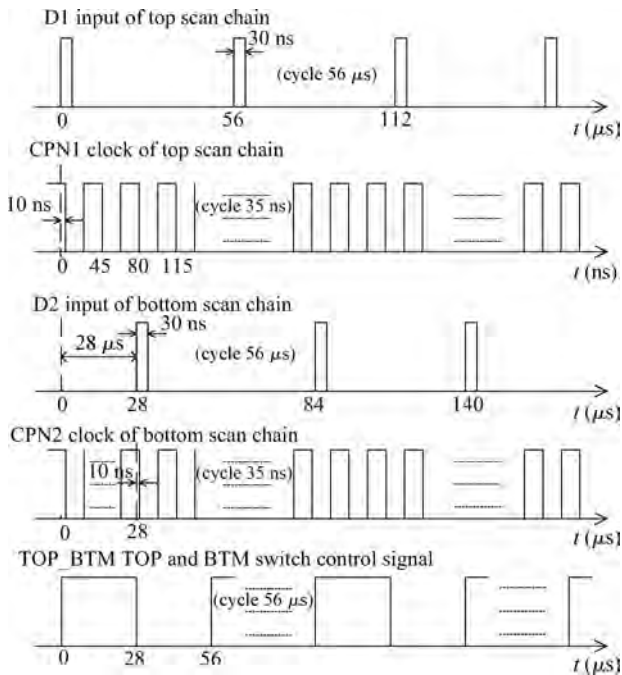 D1 input of top scan chain
30 ns
(cycle 56 μs)
0 56 112
t (μs)
CPN1 clock of top scan chain
10 ns
(cycle 35 ns)
0 45 80 115
t (ns)
D2 input of bottom scan chain
30 ns
28 μs
(cycle 56 μs)
0 28 84 140
t (μs)
CPN2 clock of bottom scan chain
10 ns
(cycle 35 ns)
0 28
t (μs)
TOP_BTM TOP and BTM switch control signal
(cycle 56 μs)
0 28 56
t (μs)